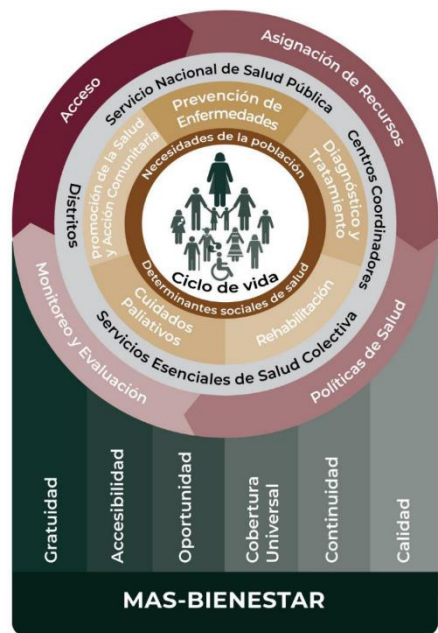 Acceso
Asignación de Recursos
Políticas de Salud
Monitoreo y Evaluación
Servicio Nacional de Salud Pública
Centros Coordinadores
Servicios Esenciales de Salud Colectiva
Distritos
Prevención de
Enfermedades
Diagnóstico y
Tratamiento
Rehabilitación
Cuidados
Paliativos
Promoción de la Salud
y Acción Comunitaria
Necesidades de la población
Determinantes sociales de salud
Ciclo de vida
Gratuidad
Accesibilidad
Oportunidad
Cobertura
Universal
Continuidad
Calidad
MAS-BIENESTAR